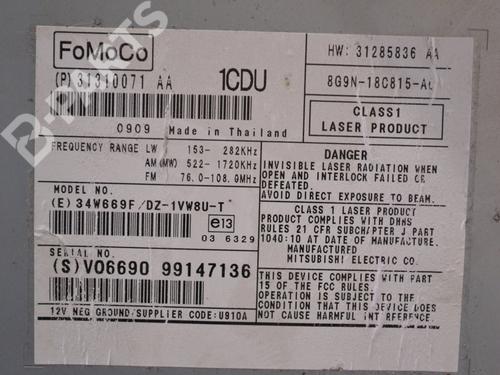 FoMoCo
(P) 31310071 AA
1CDU
0909 Made in Thailand
HW: 31285836 AA
8G9N-18C815-A
CLASS1
LASER PRODUCT
FREQUENCY RANGE LW 153- 282KHz
AM(MW) 522- 1720KHz
FM 76.0-108.0MHz
MODEL NO.
(E) 34W669F/DZ-1VW8U-T
e13
03 6329
SERIAL NO.
(S)V06690 99147136
12V NEG GROUND/SUPPLIER CODE:U910A
DANGER
INVISIBLE LASER RADIATION WHEN
OPEN AND INTERLOCK FAILED OR
DEFEATED.
AVOID DIRECT EXPOSURE TO BEAM.
CLASS 1 LASER PRODUCT
PRODUCT COMPLIES WITH DHHS
RULES 21 CFR SUBCHAPTER J PART
1040:10 AT DATE OF MANUFACTURE
MANUFACTURED
MITSUBISHI ELECTRIC CO.
THIS DEVICE COMPLIES WITH PART
15 OF THE FCC RULES.
OPERATION IS SUBJECT TO THE
CONDITION THAT THIS DEVICE DOES
NOT CAUSE HARMFUL INTERFERENCE.
B-PARTS